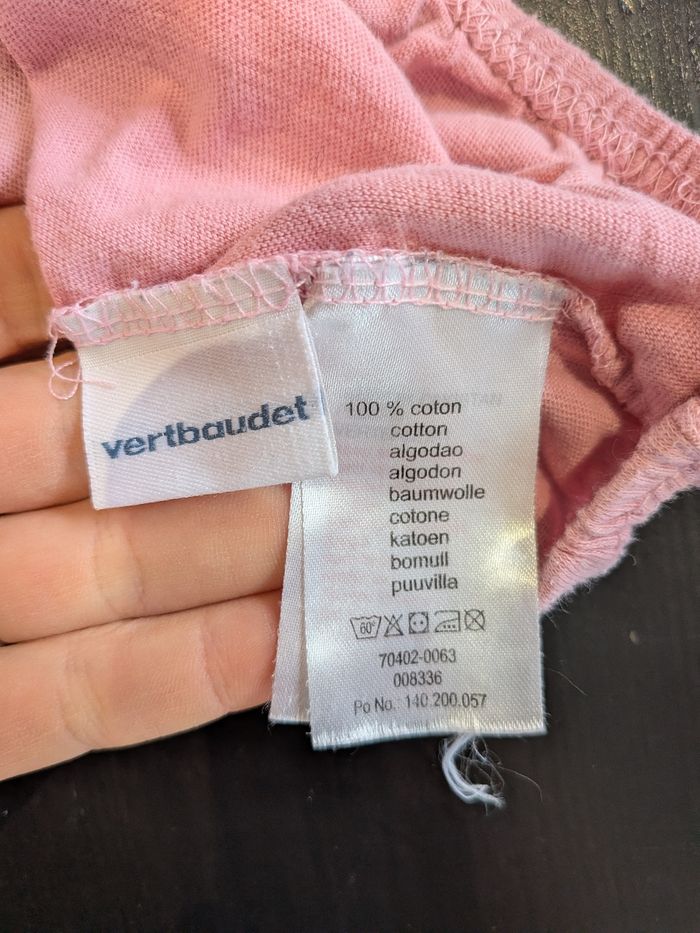 vertbaudet
100 % coton
cotton
algodao
algodon
baumwolle
cotone
katoen
bomull
puuvilla
60°
70402-0063
008336
Po No.: 140.200.057